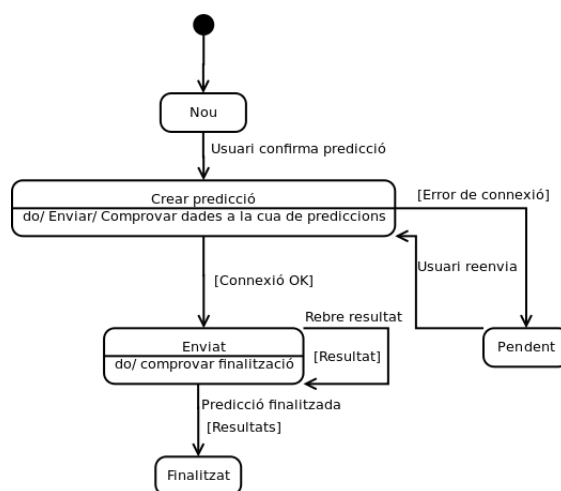 Nou
Usuari confirma predicció
Crear predicció
do/ Enviar/ Comprovar dades a la cua de prediccions
[Error de connexió]
Usuari reenvia
[Connexió OK]
Rebre resultat
Enviat
do/ comprovar finalització
[Resultat]
Pendent
Predicció finalitzada
[Resultats]
Finalitzat